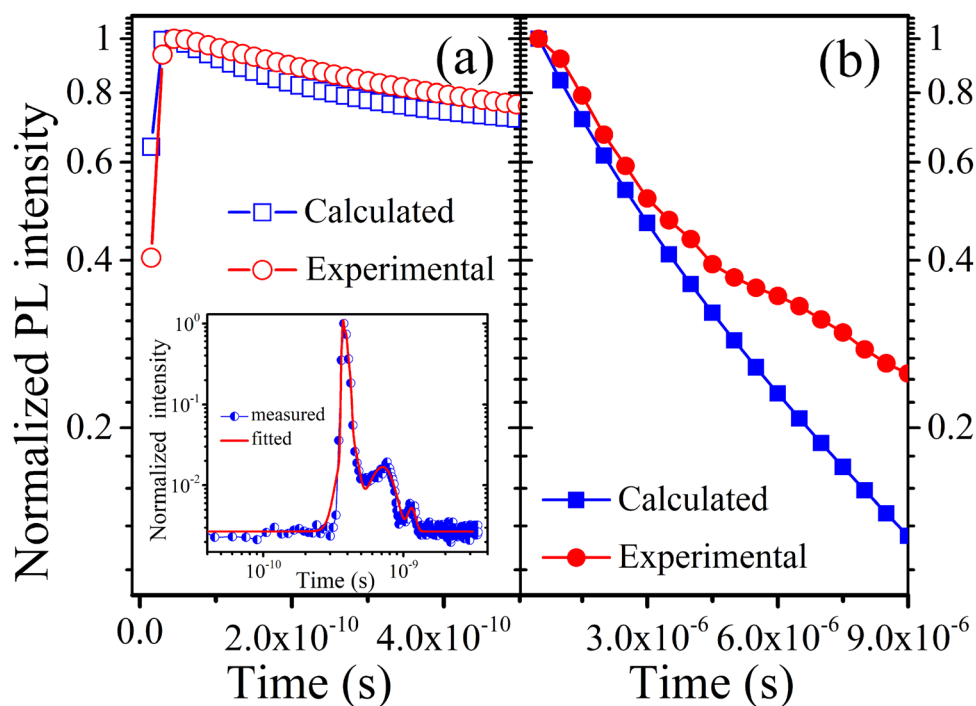 Normalized PL intensity
(a)
Calculated
Experimental
Normalized intensity
10⁰
10⁻¹
10⁻²
measured
fitted
10⁻¹⁰
10⁻⁹
Time (s)
1
0.8
0.6
0.4
0.2
0.0
2.0x10⁻¹⁰
4.0x10⁻¹⁰
Time (s)
(b)
1
0.8
0.6
0.4
0.2
Calculated
Experimental
3.0x10⁻⁶
6.0x10⁻⁶
9.0x10⁻⁶
Time (s)